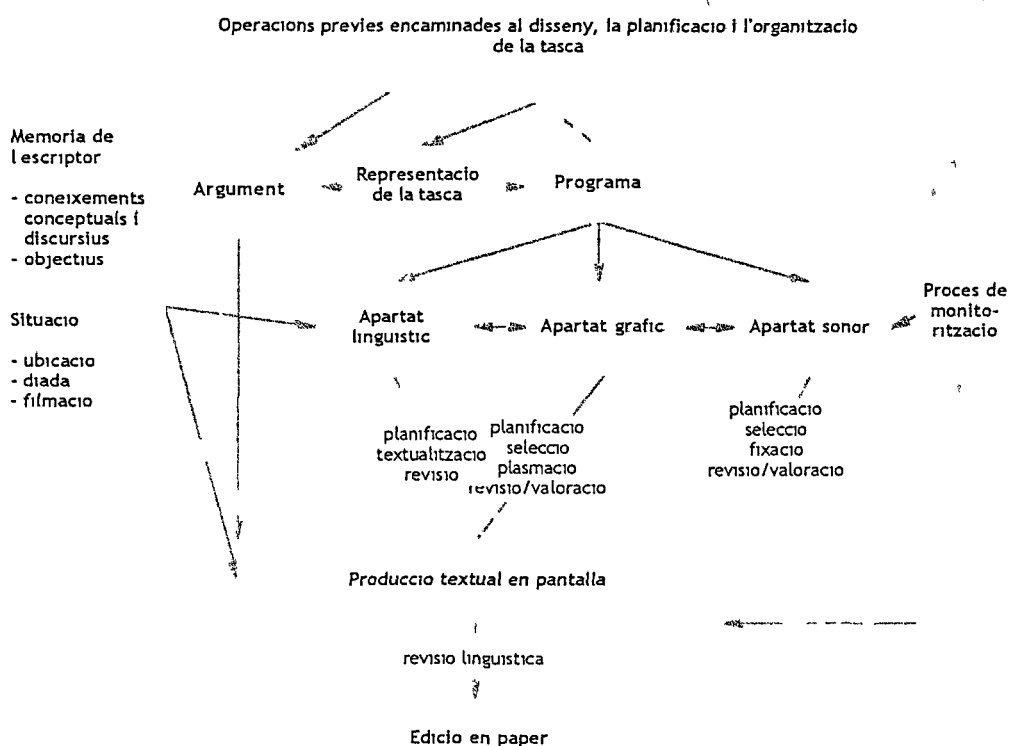 Operacions previes encaminades al disseny, la planificacio i l'organitzacio
de la tasca
Memoria de
l escriptor
- coneixements
conceptuals i
discursius
- objectius
Argument
Representacio
de la tasca
Programa
Situacio
- ubicacio
- diada
- filmacio
Apartat
linguistic
Apartat grafic
Apartat sonor
Proces de
monito-
ritzacio
planificacio
textualitzacio
revisio
planificacio
seleccio
plasmacio
revisio/valoracio
planificacio
seleccio
fixacio
revisio/valoracio
Produccio textual en pantalla
revisio linguistica
Edicio en paper